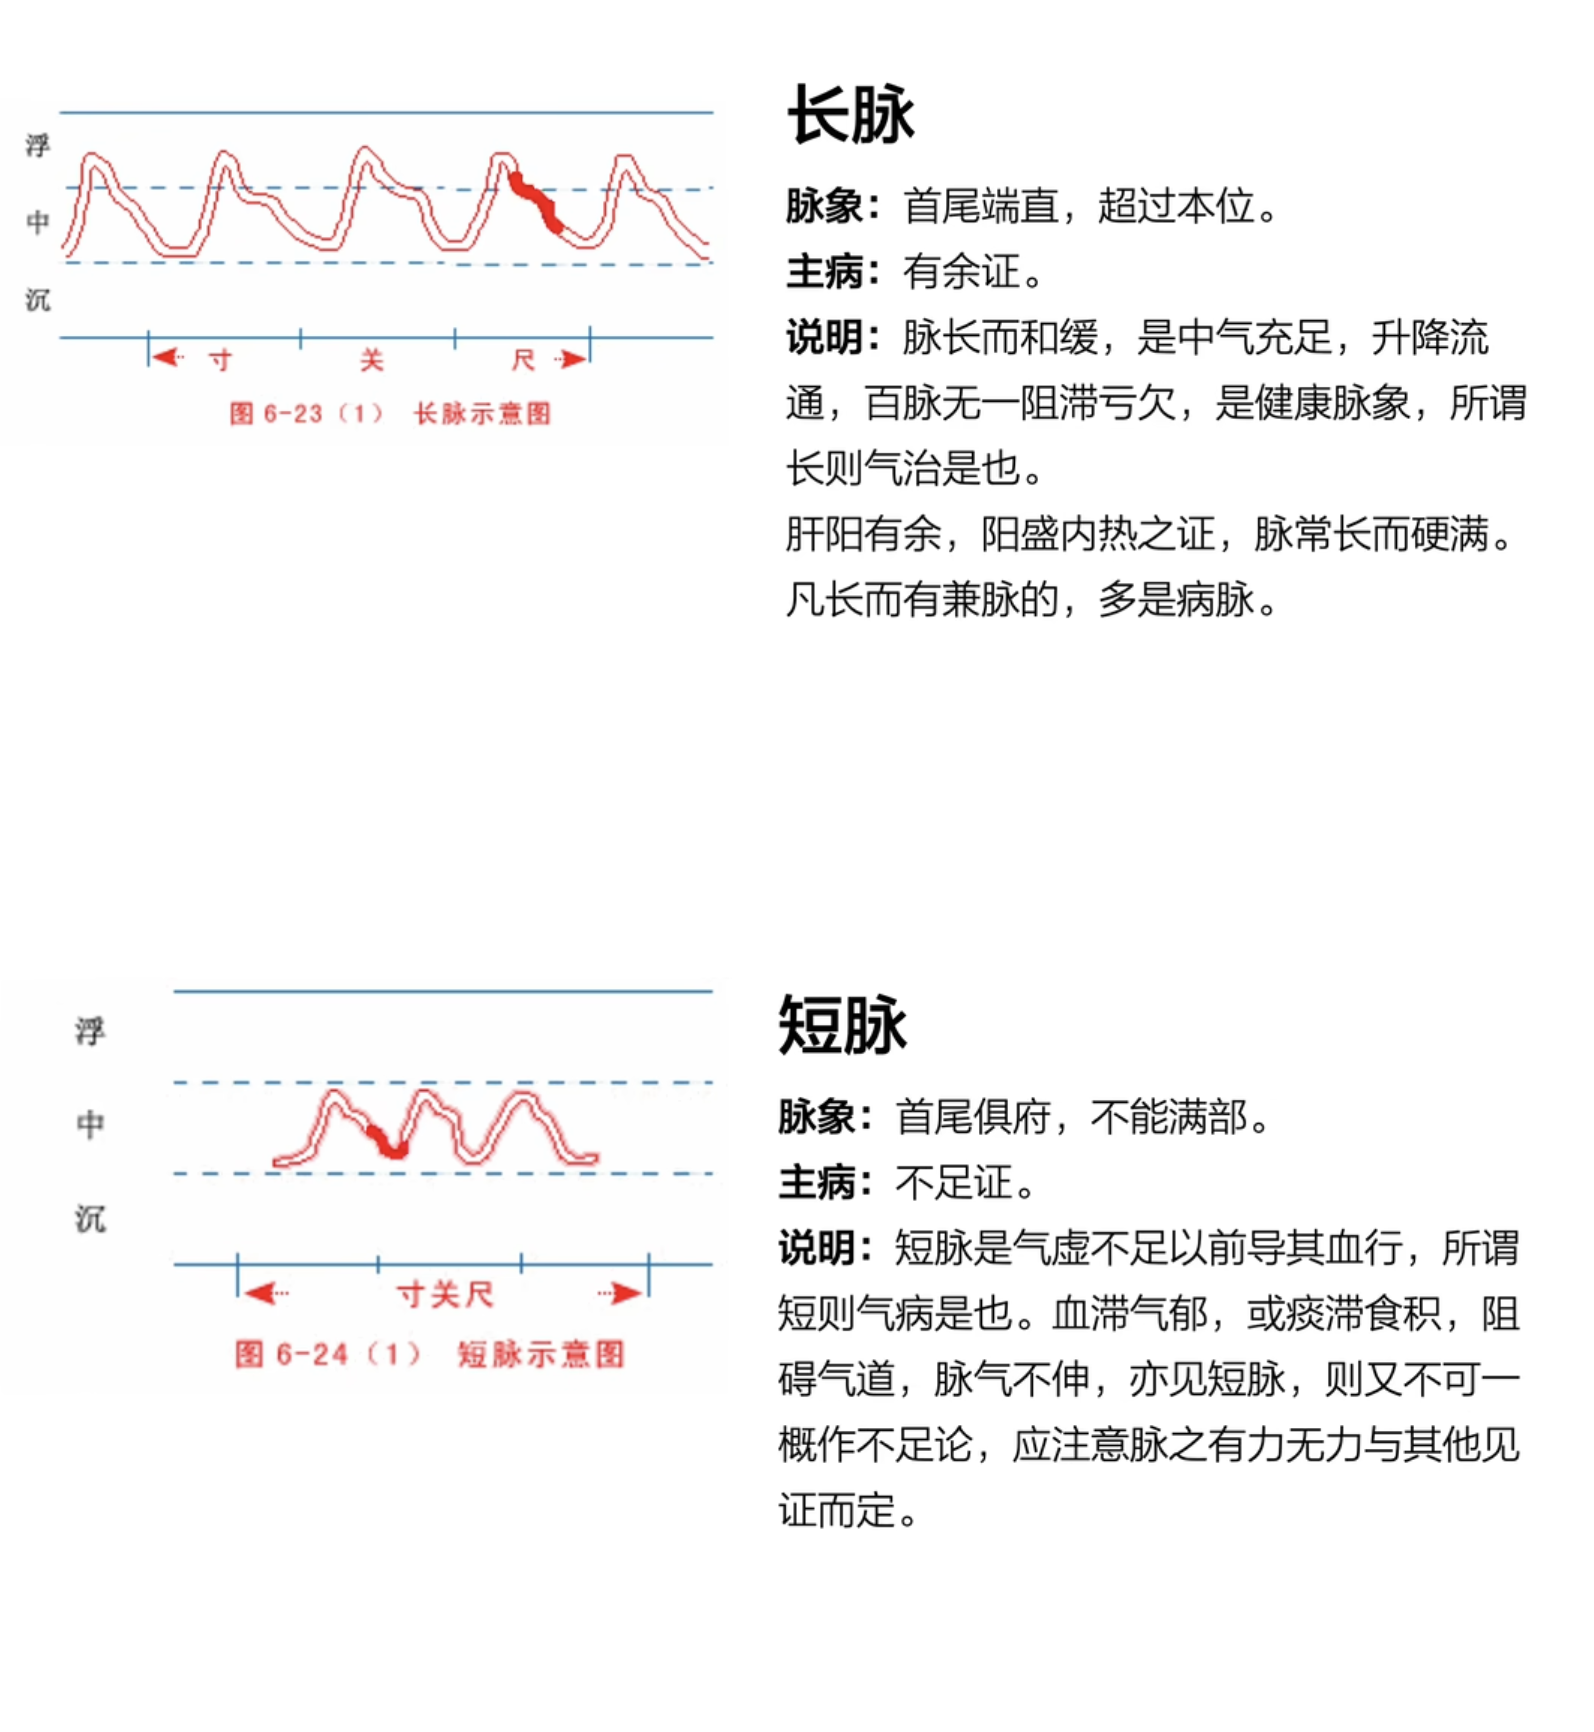 浮
中
沉
寸 关 尺
图 6-23（1） 长脉示意图
长脉
脉象：首尾端直，超过本位。
主病：有余证。
说明：脉长而和缓，是中气充足，升降流
通，百脉无一阻滞亏欠，是健康脉象，所谓
长则气治是也。
肝阳有余，阳盛内热之证，脉常长而硬满。
凡长而有兼脉的，多是病脉。
浮
中
沉
寸关尺
图 6-24（1） 短脉示意图
短脉
脉象：首尾俱府，不能满部。
主病：不足证。
说明：短脉是气虚不足以前导其血行，所谓
短则气病是也。血滞气郁，或痰滞食积，阻
碍气道，脉气不伸，亦见短脉，则又不可一
概作不足论，应注意脉之有力无力与其他见
证而定。